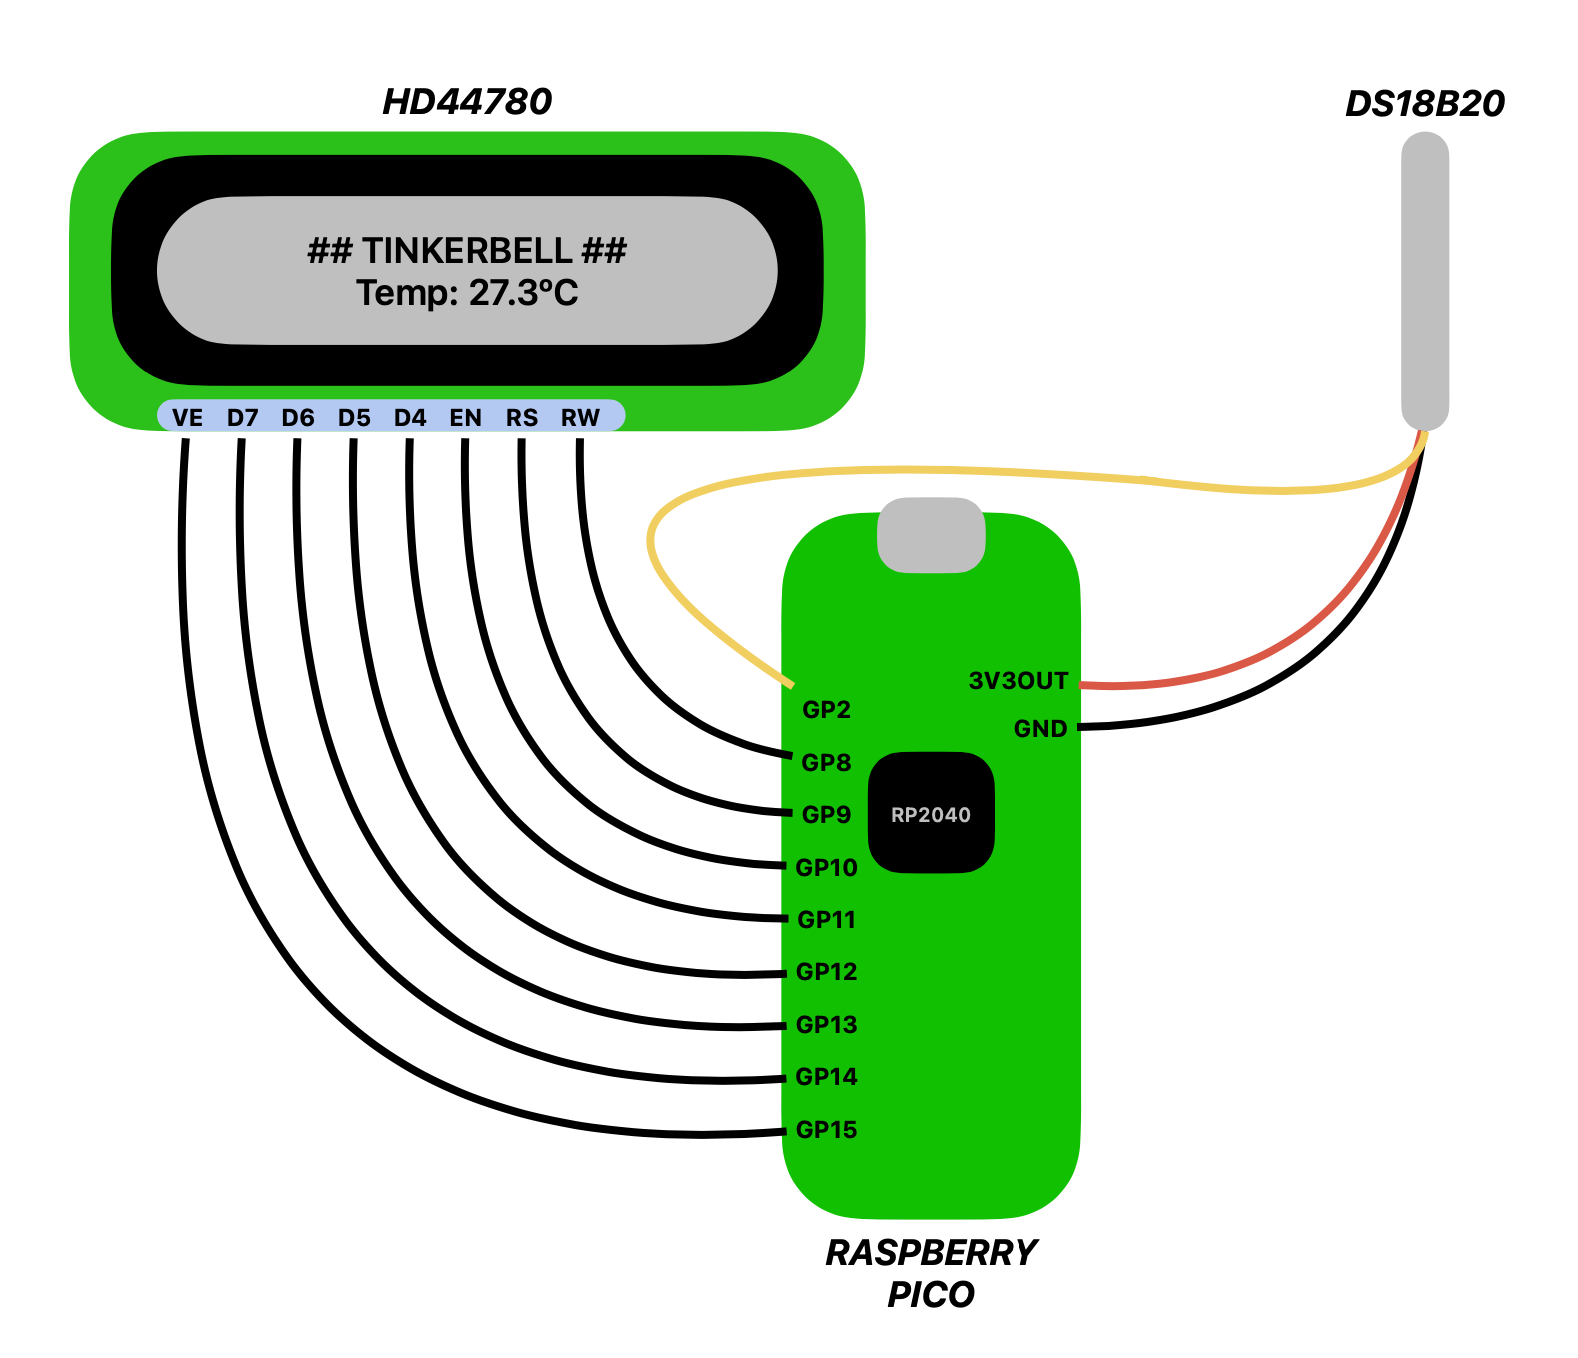 HD44780
DS18B20
## TINKERBELL ##
Temp: 27.3°C
VE D7 D6 D5 D4 EN RS RW
3V3OUT
GP2
GND
GP8
GP9
RP2040
GP10
GP11
GP12
GP13
GP14
GP15
RASPBERRY
PICO